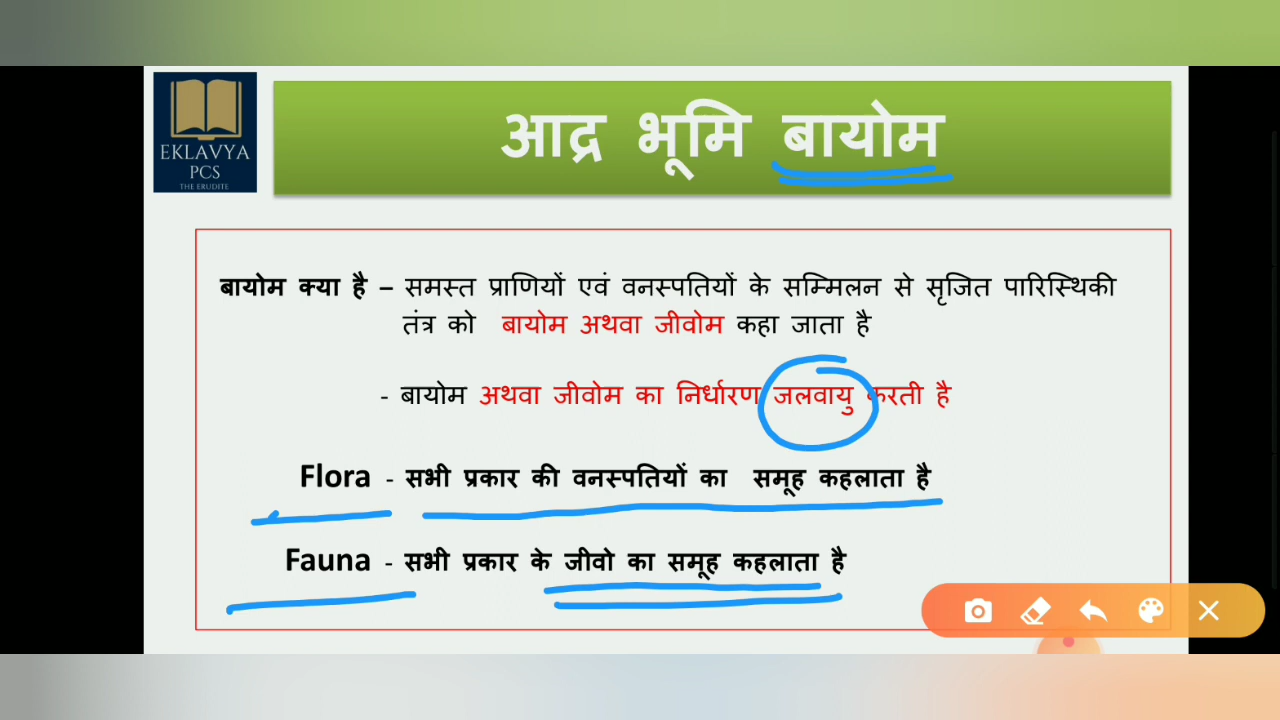 EKLAVYA
PCS
THE ERUDITE
आद्र भूमि बायोम
बायोम क्या है – समस्त प्राणियों एवं वनस्पतियों के सम्मिलन से सृजित पारिस्थिकी
तंत्र को बायोम अथवा जीवोम कहा जाता है
- बायोम अथवा जीवोम का निर्धारण जलवायु करती है
Flora - सभी प्रकार की वनस्पतियों का समूह कहलाता है
Fauna - सभी प्रकार के जीवो का समूह कहलाता है